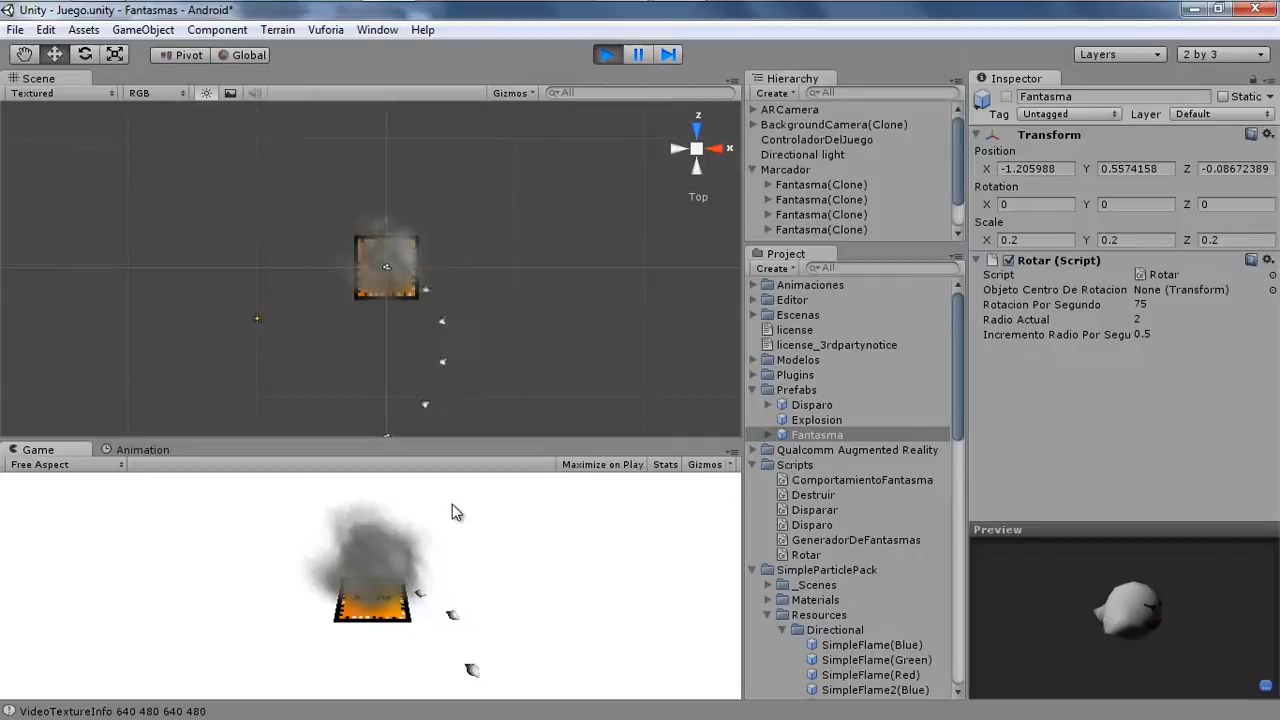 Unity - Juego.unity - Fantasmas - Android*
File Edit Assets GameObject Component Terrain Vuforia Window Help
Pivot Global Layers 2 by 3
Scene
Textured RGB Gizmos All
z
x
Top
Game Animation
Free Aspect Maximize on Play Stats Gizmos
Hierarchy
Create All
ARCamera
BackgroundCamera(Clone)
ControladorDelJuego
Directional light
Marcador
Fantasma(Clone)
Fantasma(Clone)
Fantasma(Clone)
Fantasma(Clone)
Project
Create All
Animaciones
Editor
Escenas
license
license_3rdpartynotice
Modelos
Plugins
Prefabs
Disparo
Explosion
Fantasma
Qualcomm Augmented Reality
Scripts
ComportamientoFantasma
Destruir
Disparar
Disparo
GeneradorDeFantasmas
Rotar
SimpleParticlePack
_Scenes
Materials
Resources
Directional
SimpleFlame(Blue)
SimpleFlame(Green)
SimpleFlame(Red)
SimpleFlame2(Blue)
Inspector
Fantasma Static
Tag Untagged Layer Default
Transform
Position
X -1.205988 Y 0.5574158 Z -0.08672389
Rotation
X 0 Y 0 Z 0
Scale
X 0.2 Y 0.2 Z 0.2
Rotar (Script)
Script Rotar
Objeto Centro De Rotacion None (Transform)
Rotacion Por Segundo 75
Radio Actual 2
Incremento Radio Por Segu 0.5
Preview
VideoTextureInfo 640 480 640 480